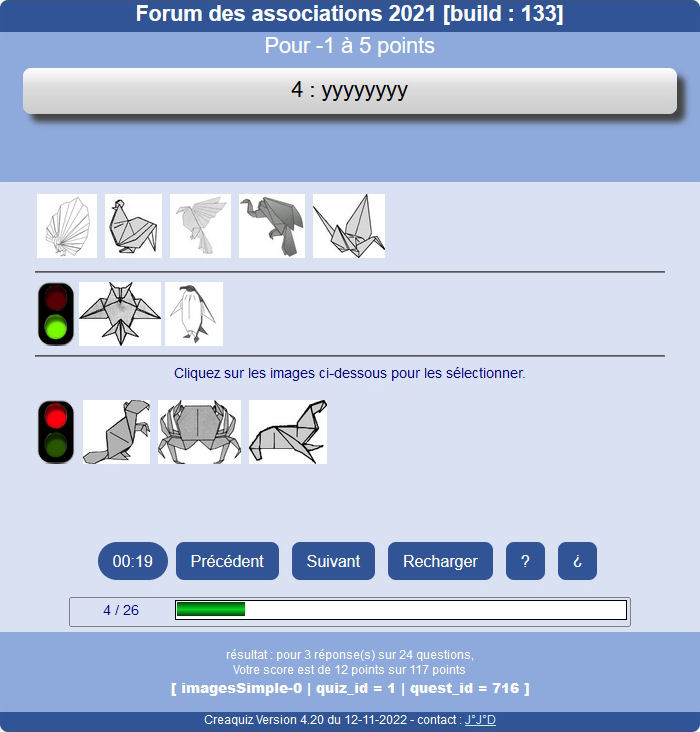 Forum des associations 2021 [build : 133]
Pour -1 à 5 points
4 : yyyyyyyy
Cliquez sur les images ci-dessous pour les sélectionner.
00:19 Précédent Suivant Recharger ? ¿
4 / 26
résultat : pour 3 réponse(s) sur 24 questions,
Votre score est de 12 points sur 117 points
[ imagesSimple-0 | quiz_id = 1 | quest_id = 716 ]
Creaquiz Version 4.20 du 12-11-2022 - contact : J°J°D